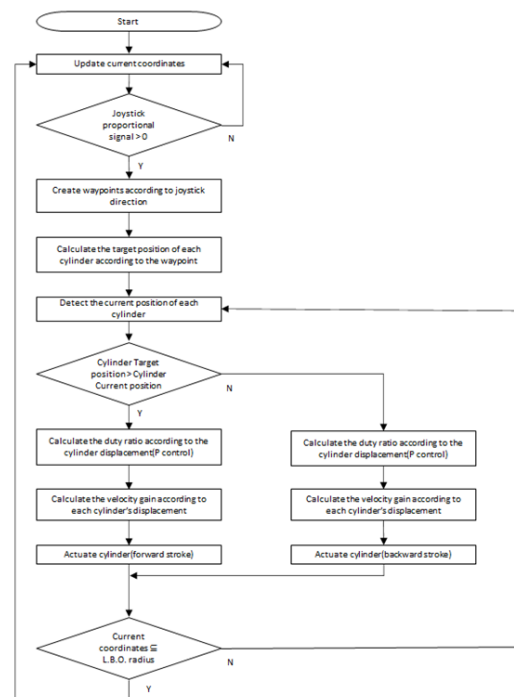 Start
Update current coordinates
Joystick
proportional
signal > 0
N
Y
Create waypoints according to joystick
direction
Calculate the target position of each
cylinder according to the waypoint
Detect the current position of each
cylinder
Cylinder Target
position > Cylinder
Current position
N
Y
Calculate the duty ratio according to the
cylinder displacement(P control)
Calculate the velocity gain according to
each cylinder's displacement
Actuate cylinder(forward stroke)
Calculate the duty ratio according to the
cylinder displacement(P control)
Calculate the velocity gain according to
each cylinder's displacement
Actuate cylinder(backward stroke)
Current
coordinates ⊆
L.B.O. radius
N
Y